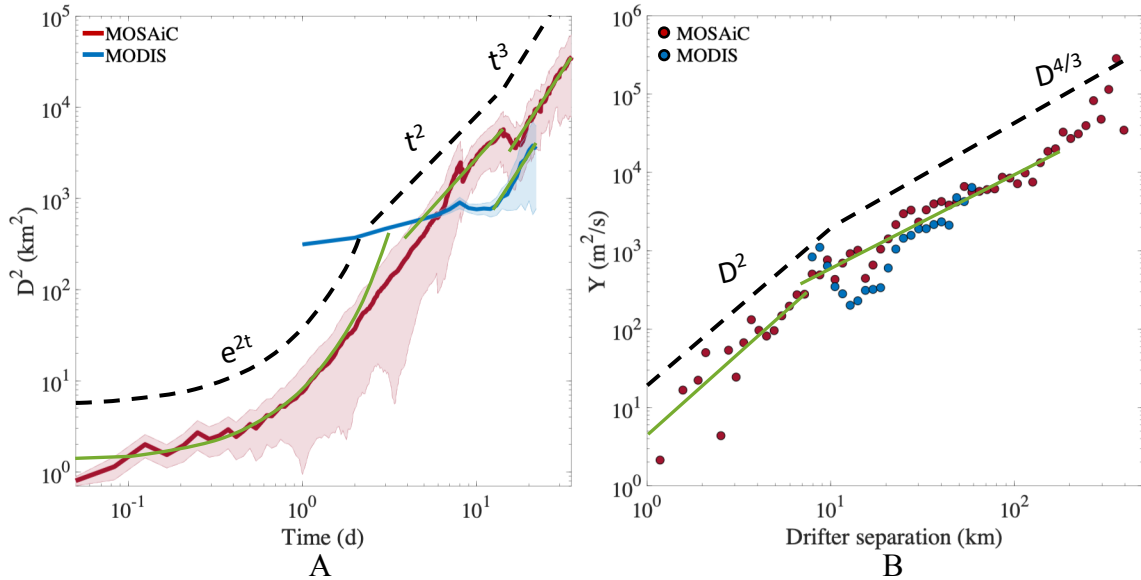 MOSAiC
MODIS
e^{2t}
t^2
t^3
D^2 (km^2)
10^5
10^4
10^3
10^2
10^1
10^0
10^{-1}
10^0
10^1
Time (d)
A
MOSAiC
MODIS
D^2
D^{4/3}
Y (m^2/s)
10^6
10^5
10^4
10^3
10^2
10^1
10^0
10^0
10^1
10^2
Drifter separation (km)
B